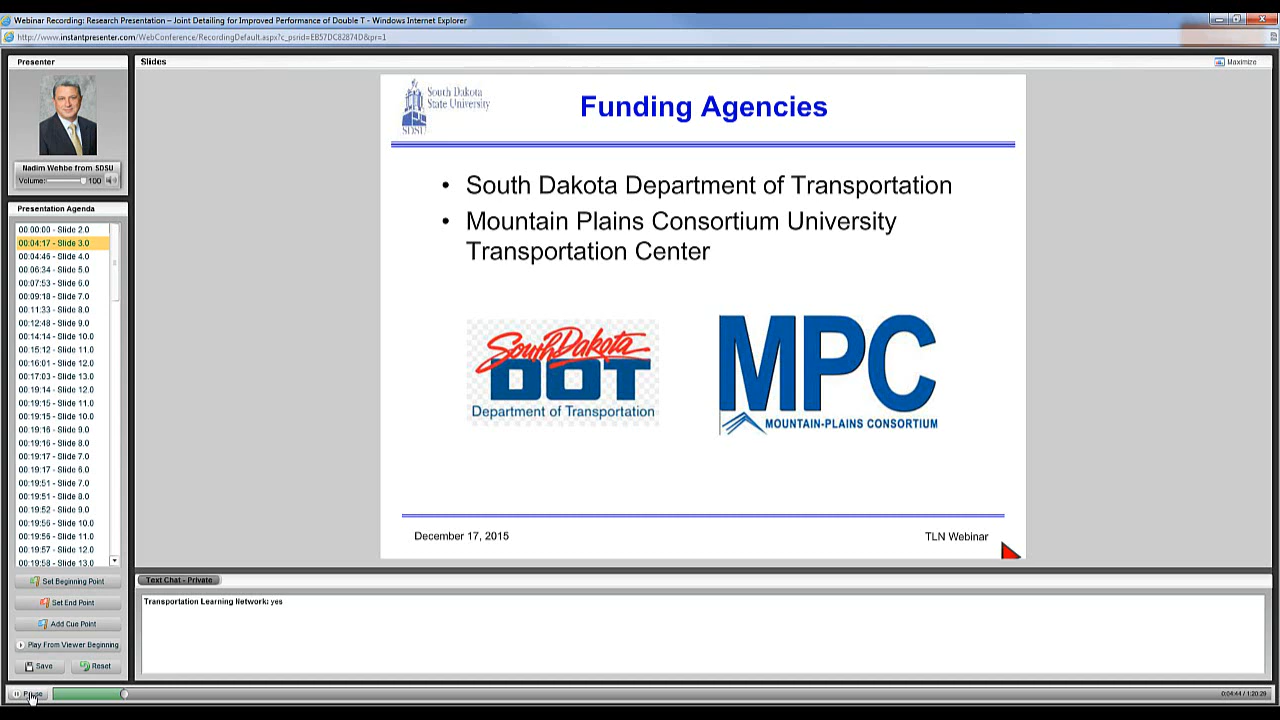 Webinar Recording: Research Presentation – Joint Detailing for Improved Performance of Double T - Windows Internet Explorer
http://www.instantpresenter.com/WebConference/RecordingDefault.aspx?c_psrid=EB57DC82874D&pr=1
Presenter
Nadim Wehbe from SDSU
Volume:
100
Presentation Agenda
00:00:00 - Slide 2.0
00:04:17 - Slide 3.0
00:04:46 - Slide 4.0
00:06:34 - Slide 5.0
00:07:53 - Slide 6.0
00:09:18 - Slide 7.0
00:11:33 - Slide 8.0
00:12:48 - Slide 9.0
00:14:14 - Slide 10.0
00:15:12 - Slide 11.0
00:16:01 - Slide 12.0
00:17:03 - Slide 13.0
00:19:14 - Slide 12.0
00:19:15 - Slide 11.0
00:19:15 - Slide 10.0
00:19:16 - Slide 9.0
00:19:16 - Slide 8.0
00:19:17 - Slide 7.0
00:19:17 - Slide 6.0
00:19:51 - Slide 7.0
00:19:51 - Slide 8.0
00:19:52 - Slide 9.0
00:19:56 - Slide 10.0
00:19:56 - Slide 11.0
00:19:57 - Slide 12.0
00:19:58 - Slide 13.0
Set Beginning Point
Set End Point
Add Cue Point
Play From Viewer Beginning
Save
Reset
Pause
Slides
Maximize
South Dakota
State University
SDSU
Funding Agencies
• South Dakota Department of Transportation
• Mountain Plains Consortium University
Transportation Center
South Dakota
DOT
Department of Transportation
MPC
MOUNTAIN-PLAINS CONSORTIUM
December 17, 2015
TLN Webinar
Text Chat - Private
Transportation Learning Network: yes
0:04:44 / 1:20:29